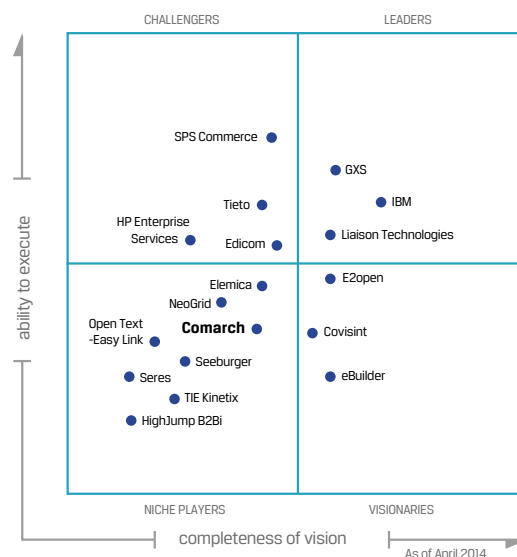 CHALLENGERS
LEADERS
SPS Commerce
GXS
IBM
Tieto
HP Enterprise
Services
Edicom
Liaison Technologies
ability to execute
Elemica
E2open
NeoGrid
Open Text
-Easy Link
Comarch
Covisint
Seeburger
Seres
eBuilder
TIE Kinetix
HighJump B2Bi
NICHE PLAYERS
VISIONARIES
completeness of vision
As of April 2014